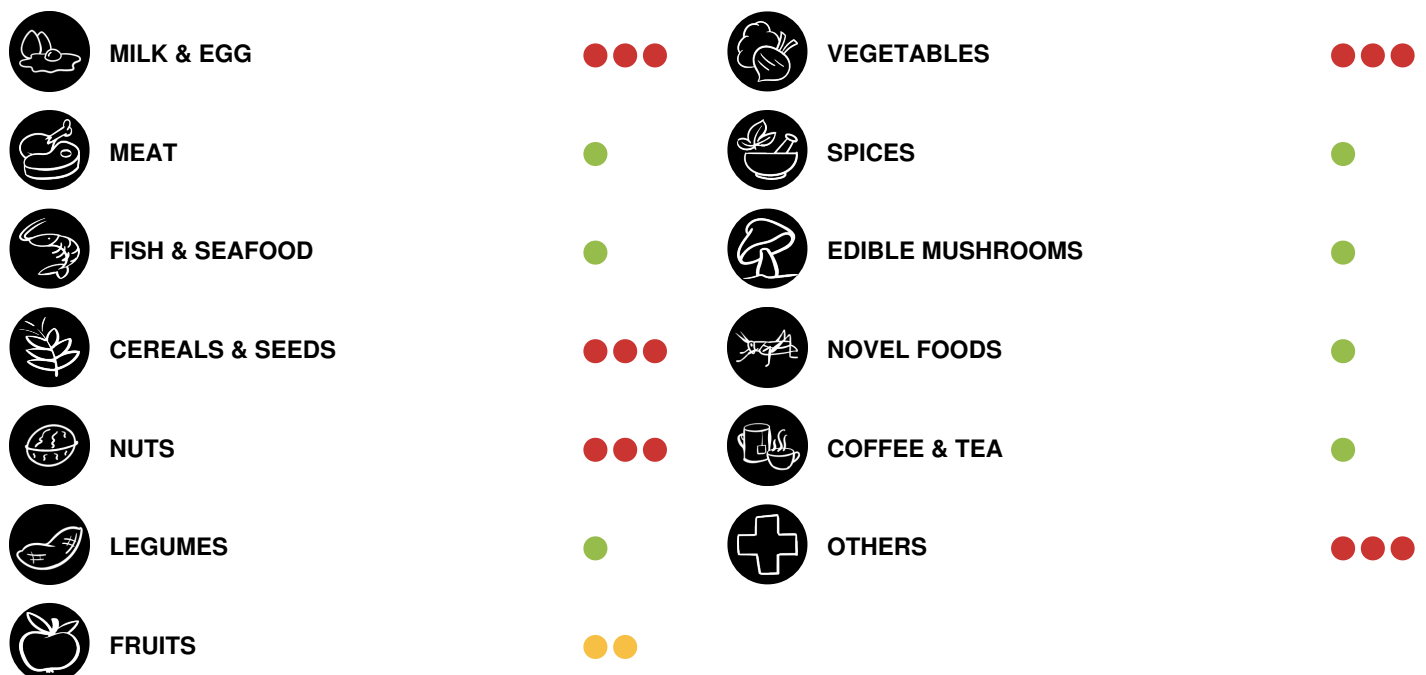 MILK & EGG
MEAT
FISH & SEAFOOD
CEREALS & SEEDS
NUTS
LEGUMES
FRUITS
VEGETABLES
SPICES
EDIBLE MUSHROOMS
NOVEL FOODS
COFFEE & TEA
OTHERS